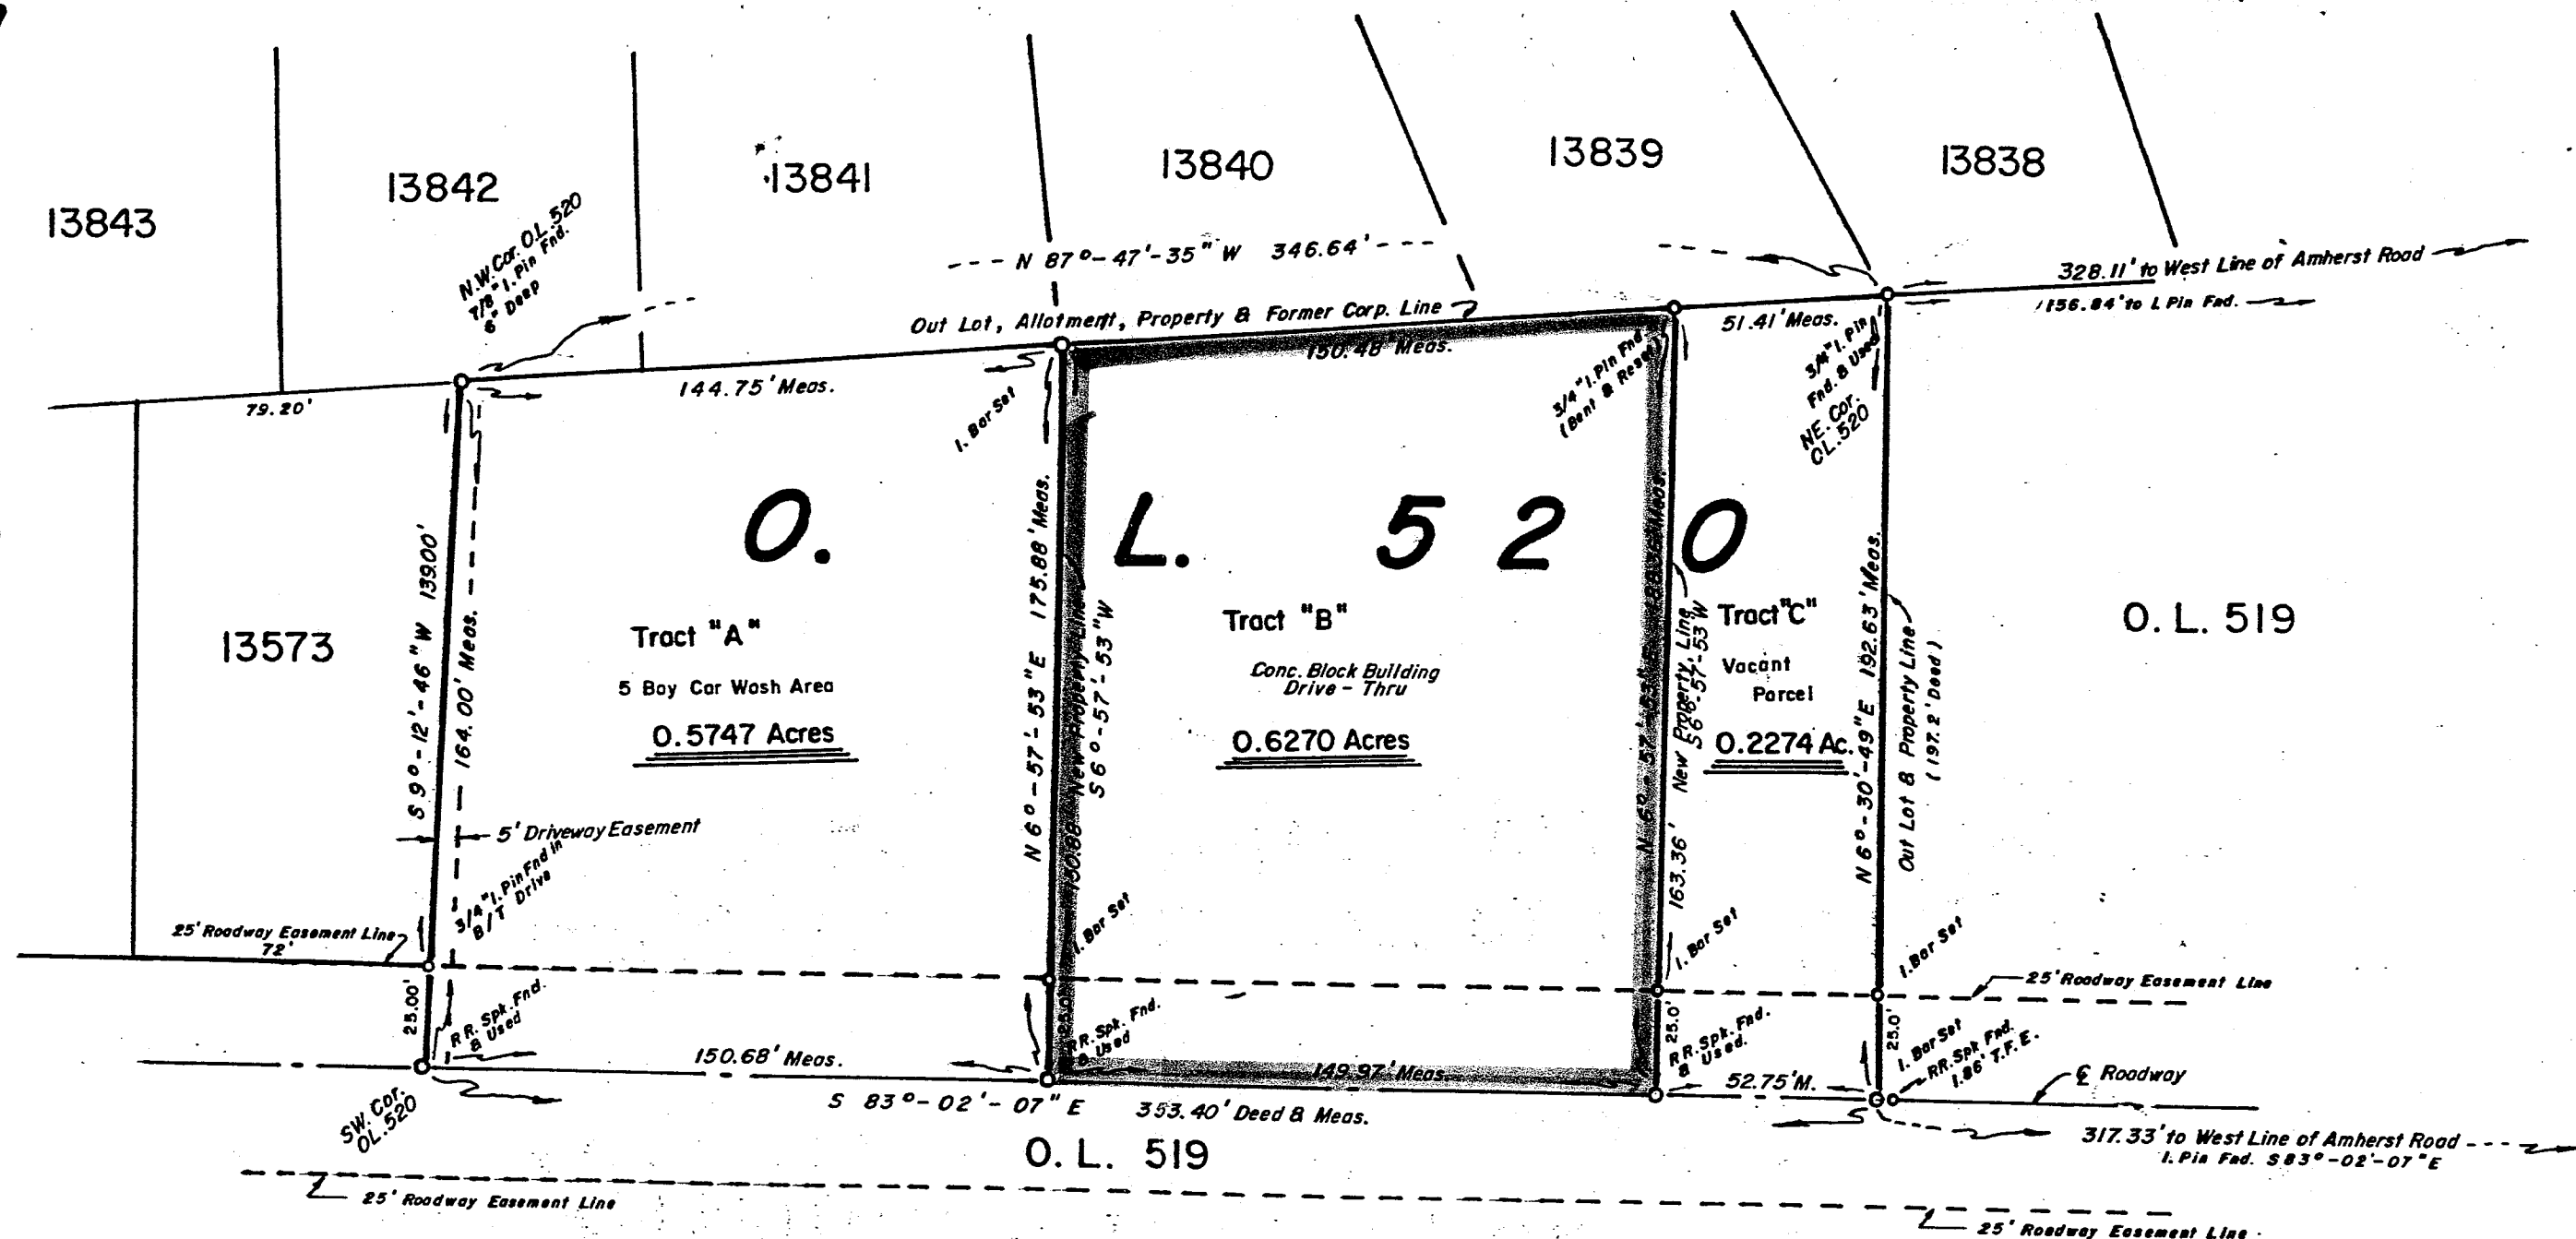 13843
13842
13841
13840
13839
13838
N.W. Cor. O.L. 520
7/8" I. Pin Fnd.
6" Deep
N 87°-47'-35" W 346.64'
Out Lot, Allotment, Property & Former Corp. Line
328.11' to West Line of Amherst Road
156.84' to I. Pin Fnd.
79.20'
144.75' Meas.
I. Bar Set
150.48' Meas.
3/4" I. Pin Fnd.
(Bent & Reset)
51.41' Meas.
3/4" I. Pin
Fnd. & Used
NE. Cor.
OL. 520
O. L. 520
13573
S 9°-12'-46" W 139.00'
164.00' Meas.
Tract "A"
5 Bay Car Wash Area
0.5747 Acres
N 6°-57'-53" E 175.88' Meas.
150.88' New Property Line
S 6°-57'-53" W
Tract "B"
Conc. Block Building
Drive - Thru
0.6270 Acres
N 6°-57'-53" E
163.36' New Property Line
S 6°-57'-53 W
Tract "C"
Vacant
Parcel
0.2274 Ac.
N 6°-30'-49" E 192.63' Meas.
Out Lot & Property Line
(197.2' Deed)
O. L. 519
5' Driveway Easement
3/4" I. Pin Fnd in
B/T Drive
25' Roadway Easement Line
72'
I. Bar Set
I. Bar Set
I. Bar Set
25' Roadway Easement Line
25.00'
RR. Spk. Fnd.
& Used
RR. Spk. Fnd.
& Used
25.0'
RR. Spk. Fnd.
& Used.
25.0'
I. Bar Set
RR. Spk Fnd.
1.86' T.F.E.
150.68' Meas.
149.97' Meas.
52.75' M.
℄ Roadway
SW. Cor.
OL. 520
S 83°-02'-07" E 353.40' Deed & Meas.
317.33' to West Line of Amherst Road
I. Pin Fnd. S 83°-02'-07" E
O. L. 519
25' Roadway Easement Line
25' Roadway Easement Line